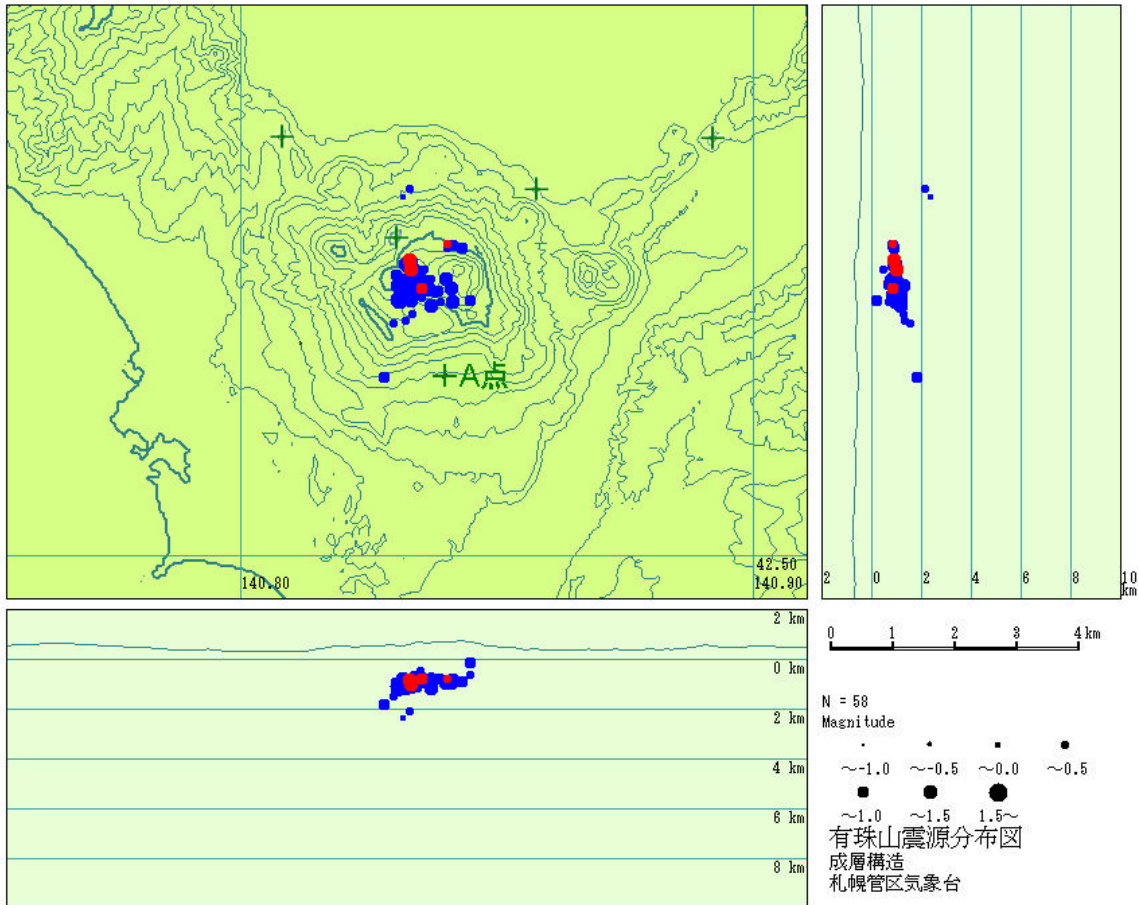 A点
140.80
42.50
140.90
2 0 2 4 6 8 10
km
2 km
0 km
2 km
4 km
6 km
8 km
0 1 2 3 4 km
N = 58
Magnitude
～-1.0 ～-0.5 ～0.0 ～0.5
～1.0 ～1.5 1.5～
有珠山震源分布図
成層構造
札幌管区気象台